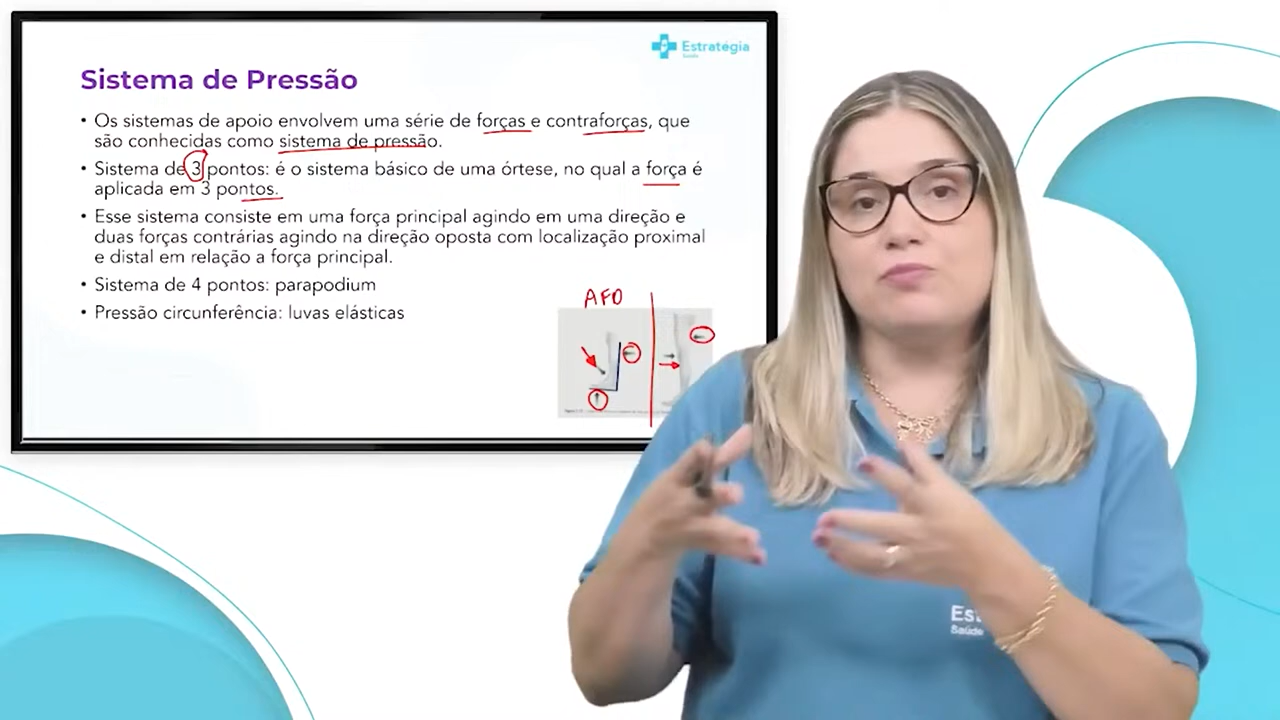 Estratégia
Saúde
Sistema de Pressão
• Os sistemas de apoio envolvem uma série de forças e contraforças, que
são conhecidas como sistema de pressão.
• Sistema de 3 pontos: é o sistema básico de uma órtese, no qual a força é
aplicada em 3 pontos.
• Esse sistema consiste em uma força principal agindo em uma direção e
duas forças contrárias agindo na direção oposta com localização proximal
e distal em relação a força principal.
• Sistema de 4 pontos: parapodium
• Pressão circunferência: luvas elásticas
AFO
Est
Saúde